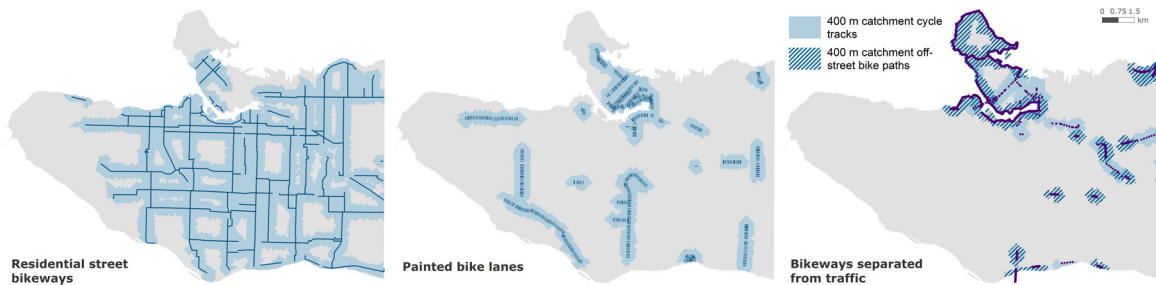 0 0.75 1.5
km
400 m catchment cycle
tracks
400 m catchment off-
street bike paths
Residential street
bikeways
Painted bike lanes
Bikeways separated
from traffic